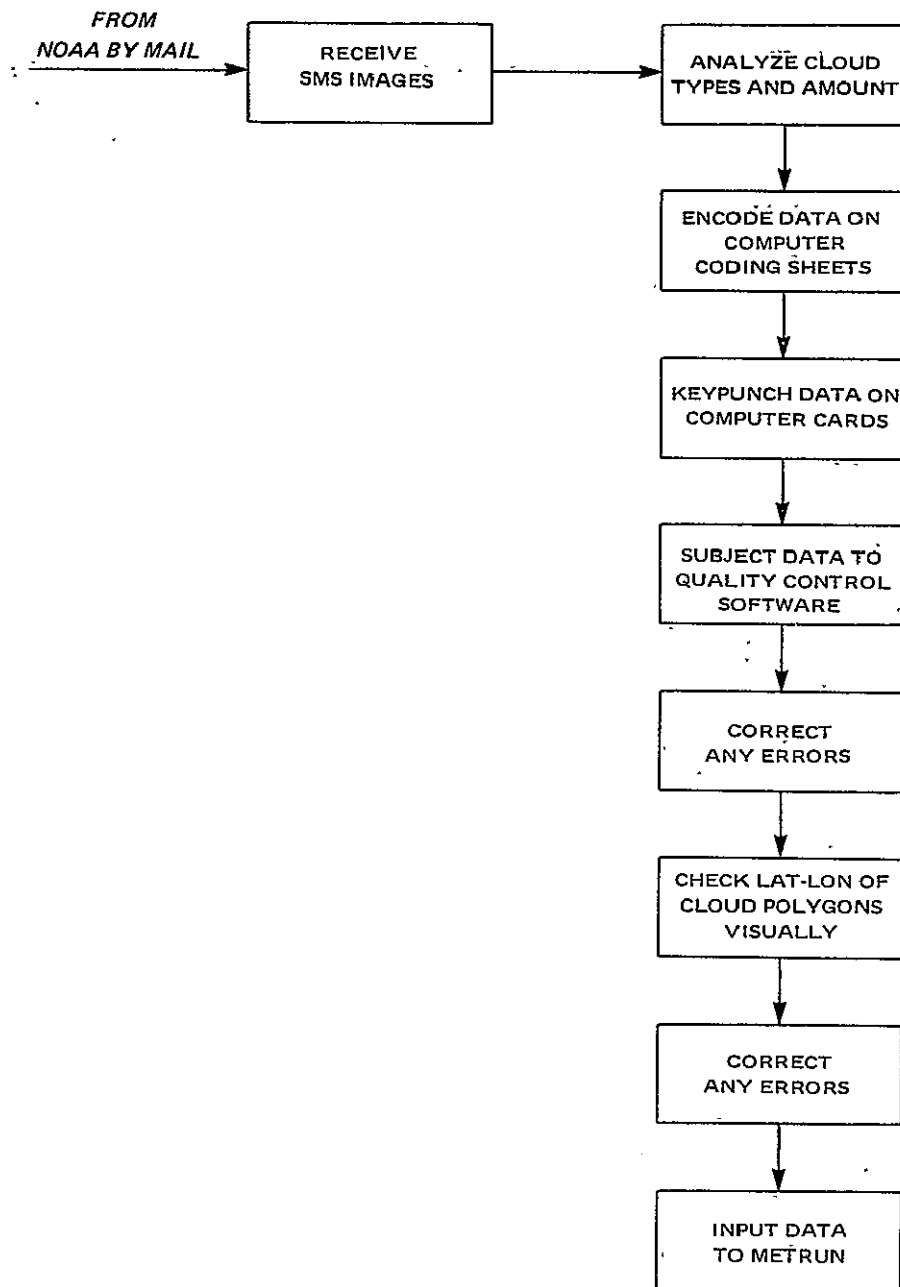 FROM
NOAA BY MAIL
RECEIVE
SMS IMAGES
ANALYZE CLOUD
TYPES AND AMOUNT
ENCODE DATA ON
COMPUTER
CODING SHEETS
KEYPUNCH DATA ON
COMPUTER CARDS
SUBJECT DATA TO
QUALITY CONTROL
SOFTWARE
CORRECT
ANY ERRORS
CHECK LAT-LON OF
CLOUD POLYGONS
VISUALLY
CORRECT
ANY ERRORS
INPUT DATA
TO METRUN